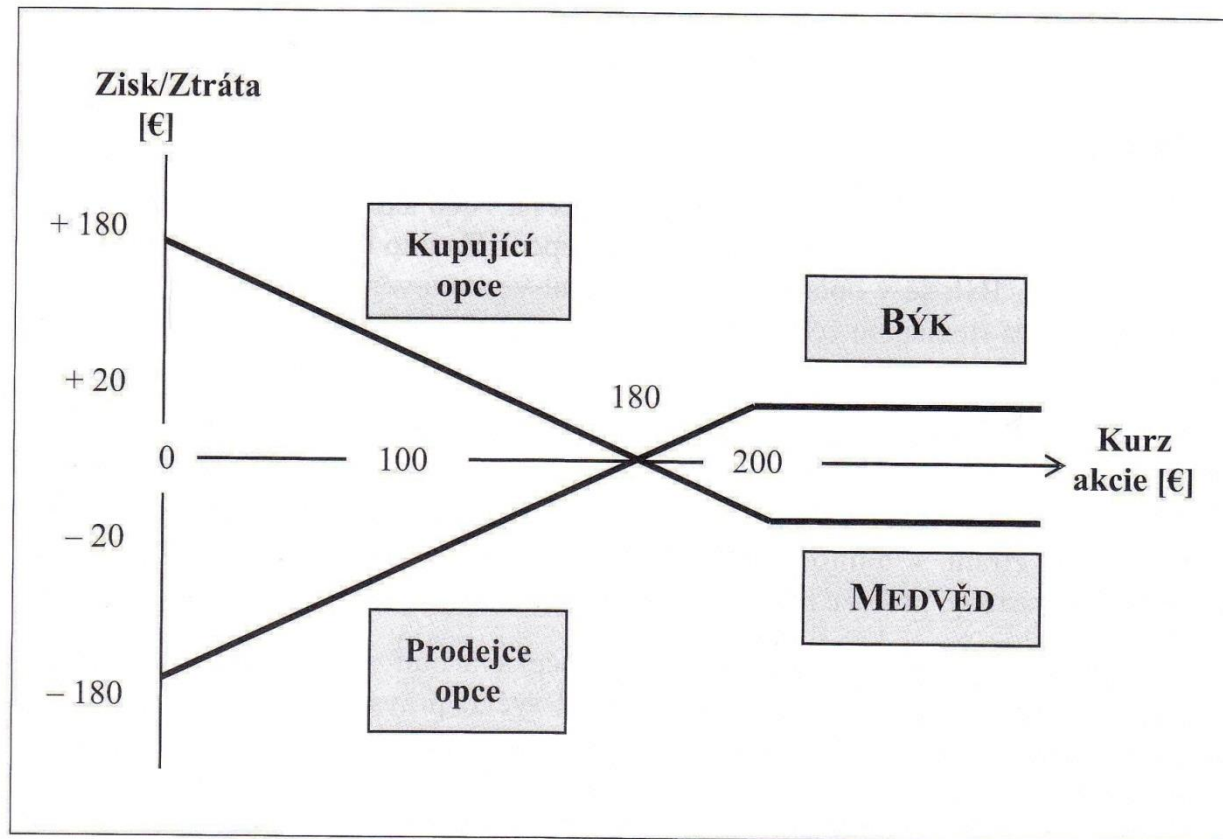 Zisk/Ztráta
[€]
+ 180
Kupující
opce
BÝK
+ 20
180
0
100
200
Kurz
akcie [€]
– 20
MEDVĚD
Prodejce
opce
– 180